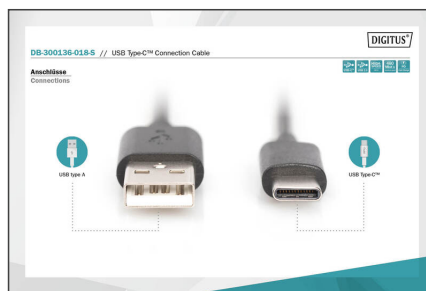 DIGITUS®
DB-300136-018-S // USB Type-C™ Connection Cable
Anschlüsse
Connections
USB type A
USB Type-C™